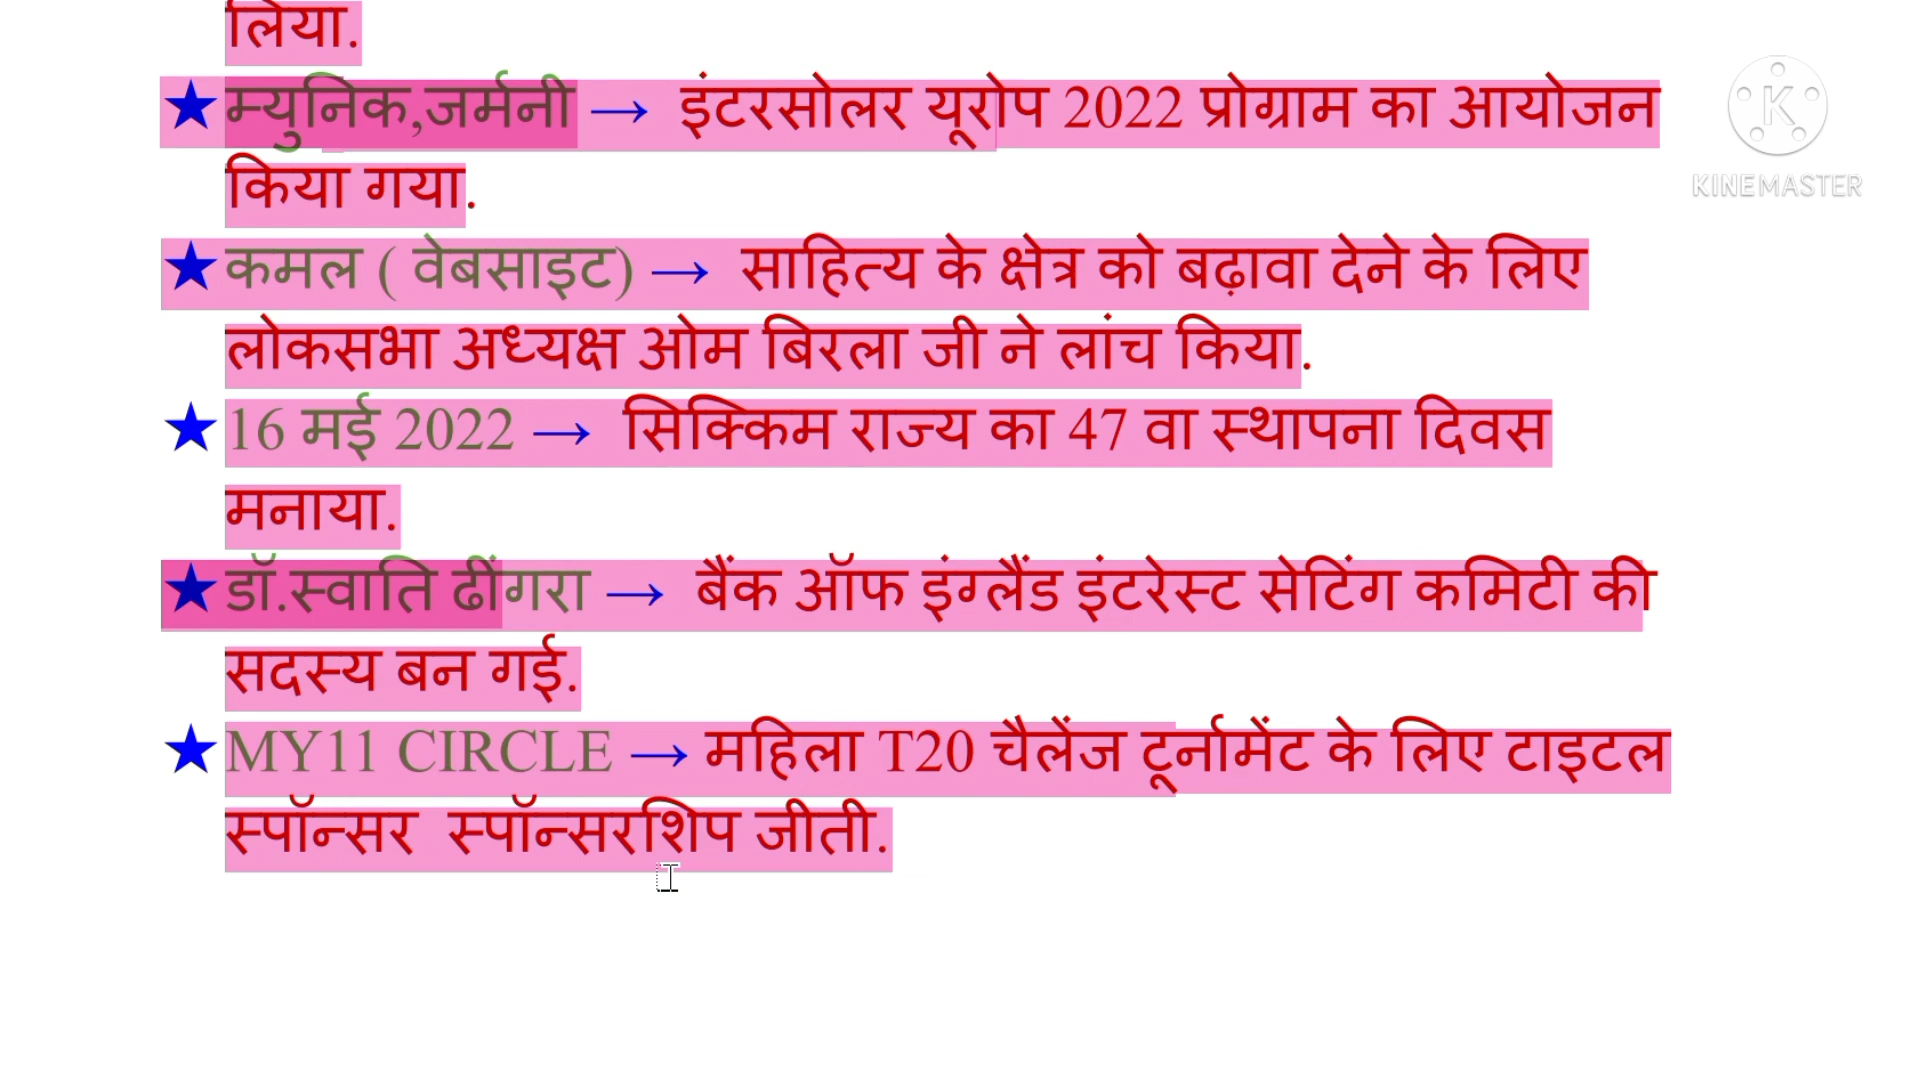 लिया.
★ म्युनिक,जर्मनी → इंटरसोलर यूरोप 2022 प्रोग्राम का आयोजन
किया गया.
★ कमल ( वेबसाइट) → साहित्य के क्षेत्र को बढ़ावा देने के लिए
लोकसभा अध्यक्ष ओम बिरला जी ने लांच किया.
★ 16 मई 2022 → सिक्किम राज्य का 47 वा स्थापना दिवस
मनाया.
★ डॉ.स्वाति ढींगरा → बैंक ऑफ इंग्लैंड इंटरेस्ट सेटिंग कमिटी की
सदस्य बन गई.
★ MY11 CIRCLE → महिला T20 चैलेंज टूर्नामेंट के लिए टाइटल
स्पॉन्सर स्पॉन्सरशिप जीती.
K
KINEMASTER